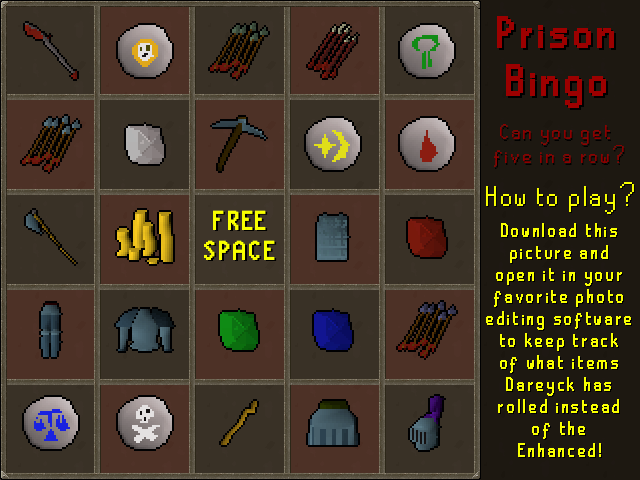 Prison
Bingo
Can you get
five in a row?
How to play?
Download this
picture and
open it in your
favorite photo
editing software
to keep track
of what items
Dareyck has
rolled instead
of the
Enhanced!
FREE
SPACE